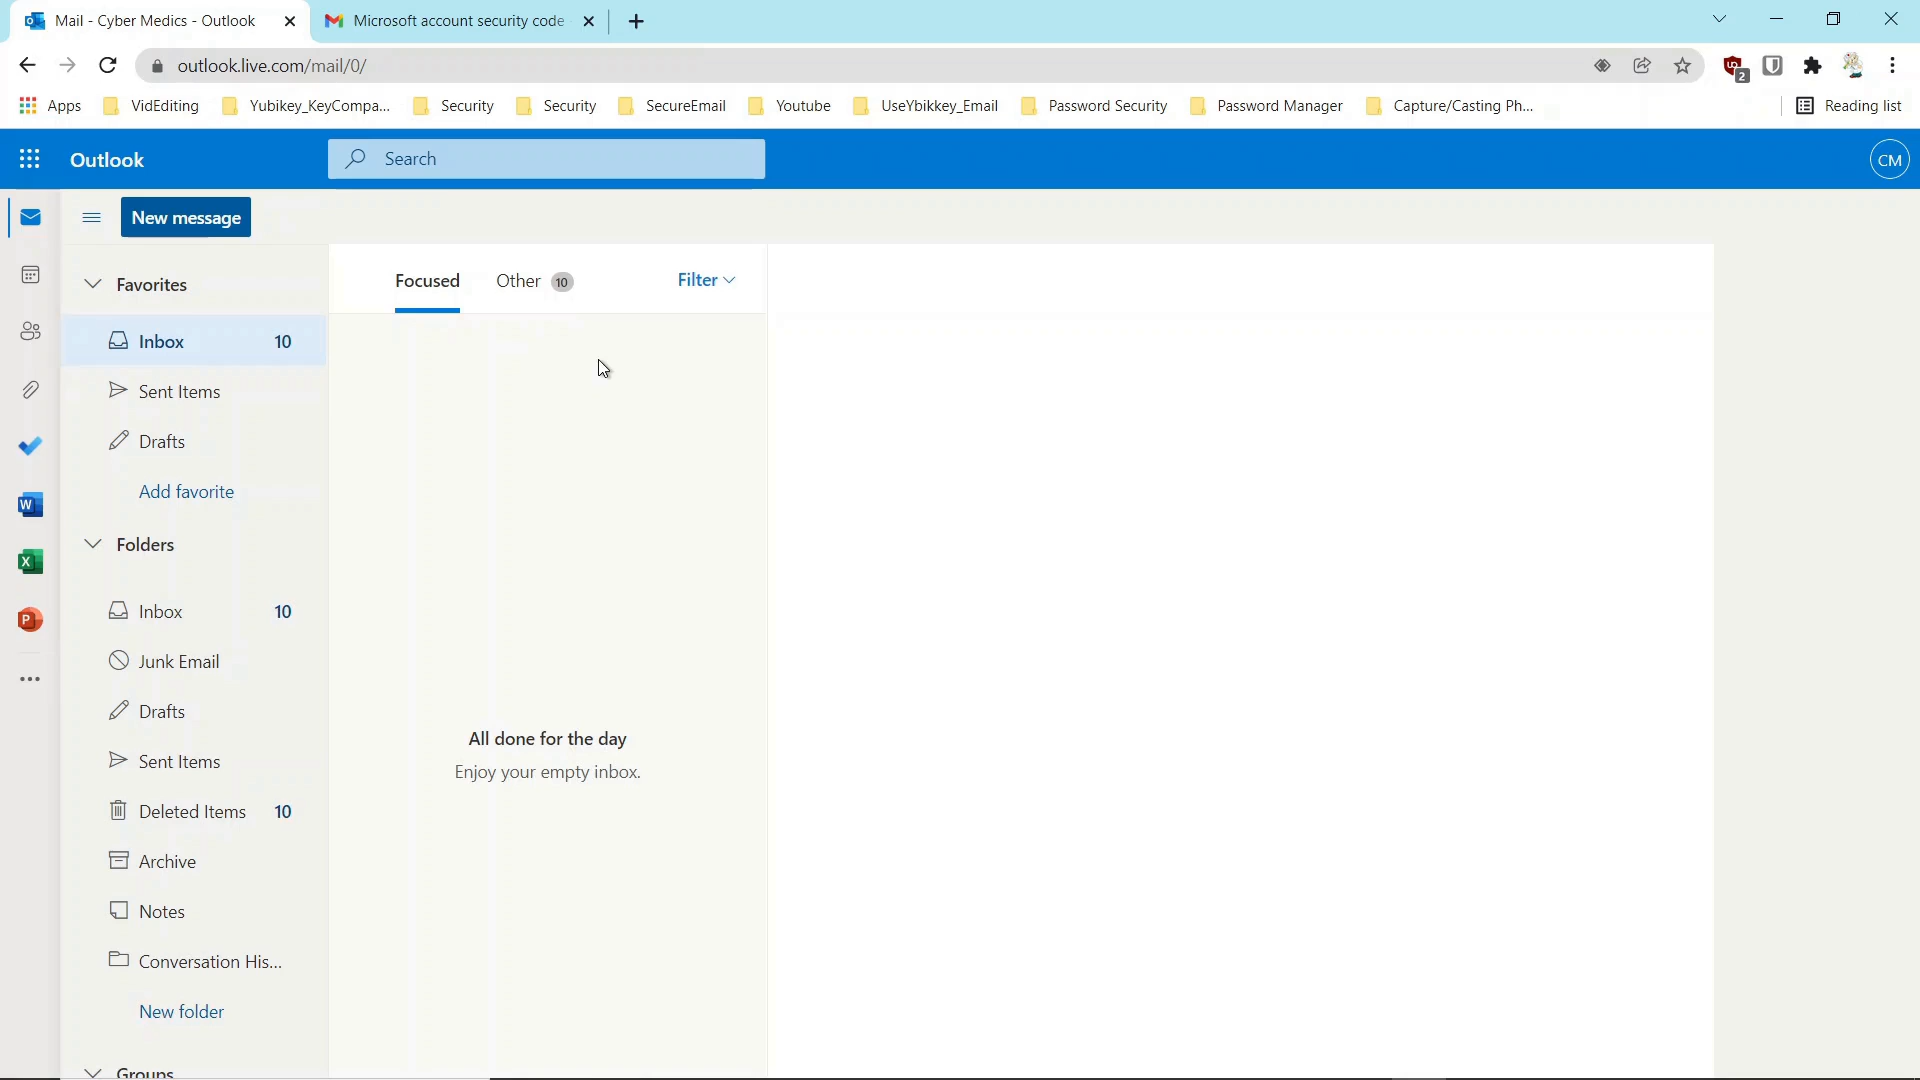 Mail - Cyber Medics - Outlook
Microsoft account security code
outlook.live.com/mail/0/
2
Apps VidEditing Yubikey_KeyCompa... Security Security SecureEmail Youtube UseYbikkey_Email Password Security Password Manager Capture/Casting Ph... Reading list
Outlook
Search
CM
New message
Favorites
Inbox 10
Sent Items
Drafts
Add favorite
Folders
Inbox 10
Junk Email
Drafts
Sent Items
Deleted Items 10
Archive
Notes
Conversation His...
New folder
Groups
Focused Other 10 Filter
All done for the day
Enjoy your empty inbox.
W
X
P